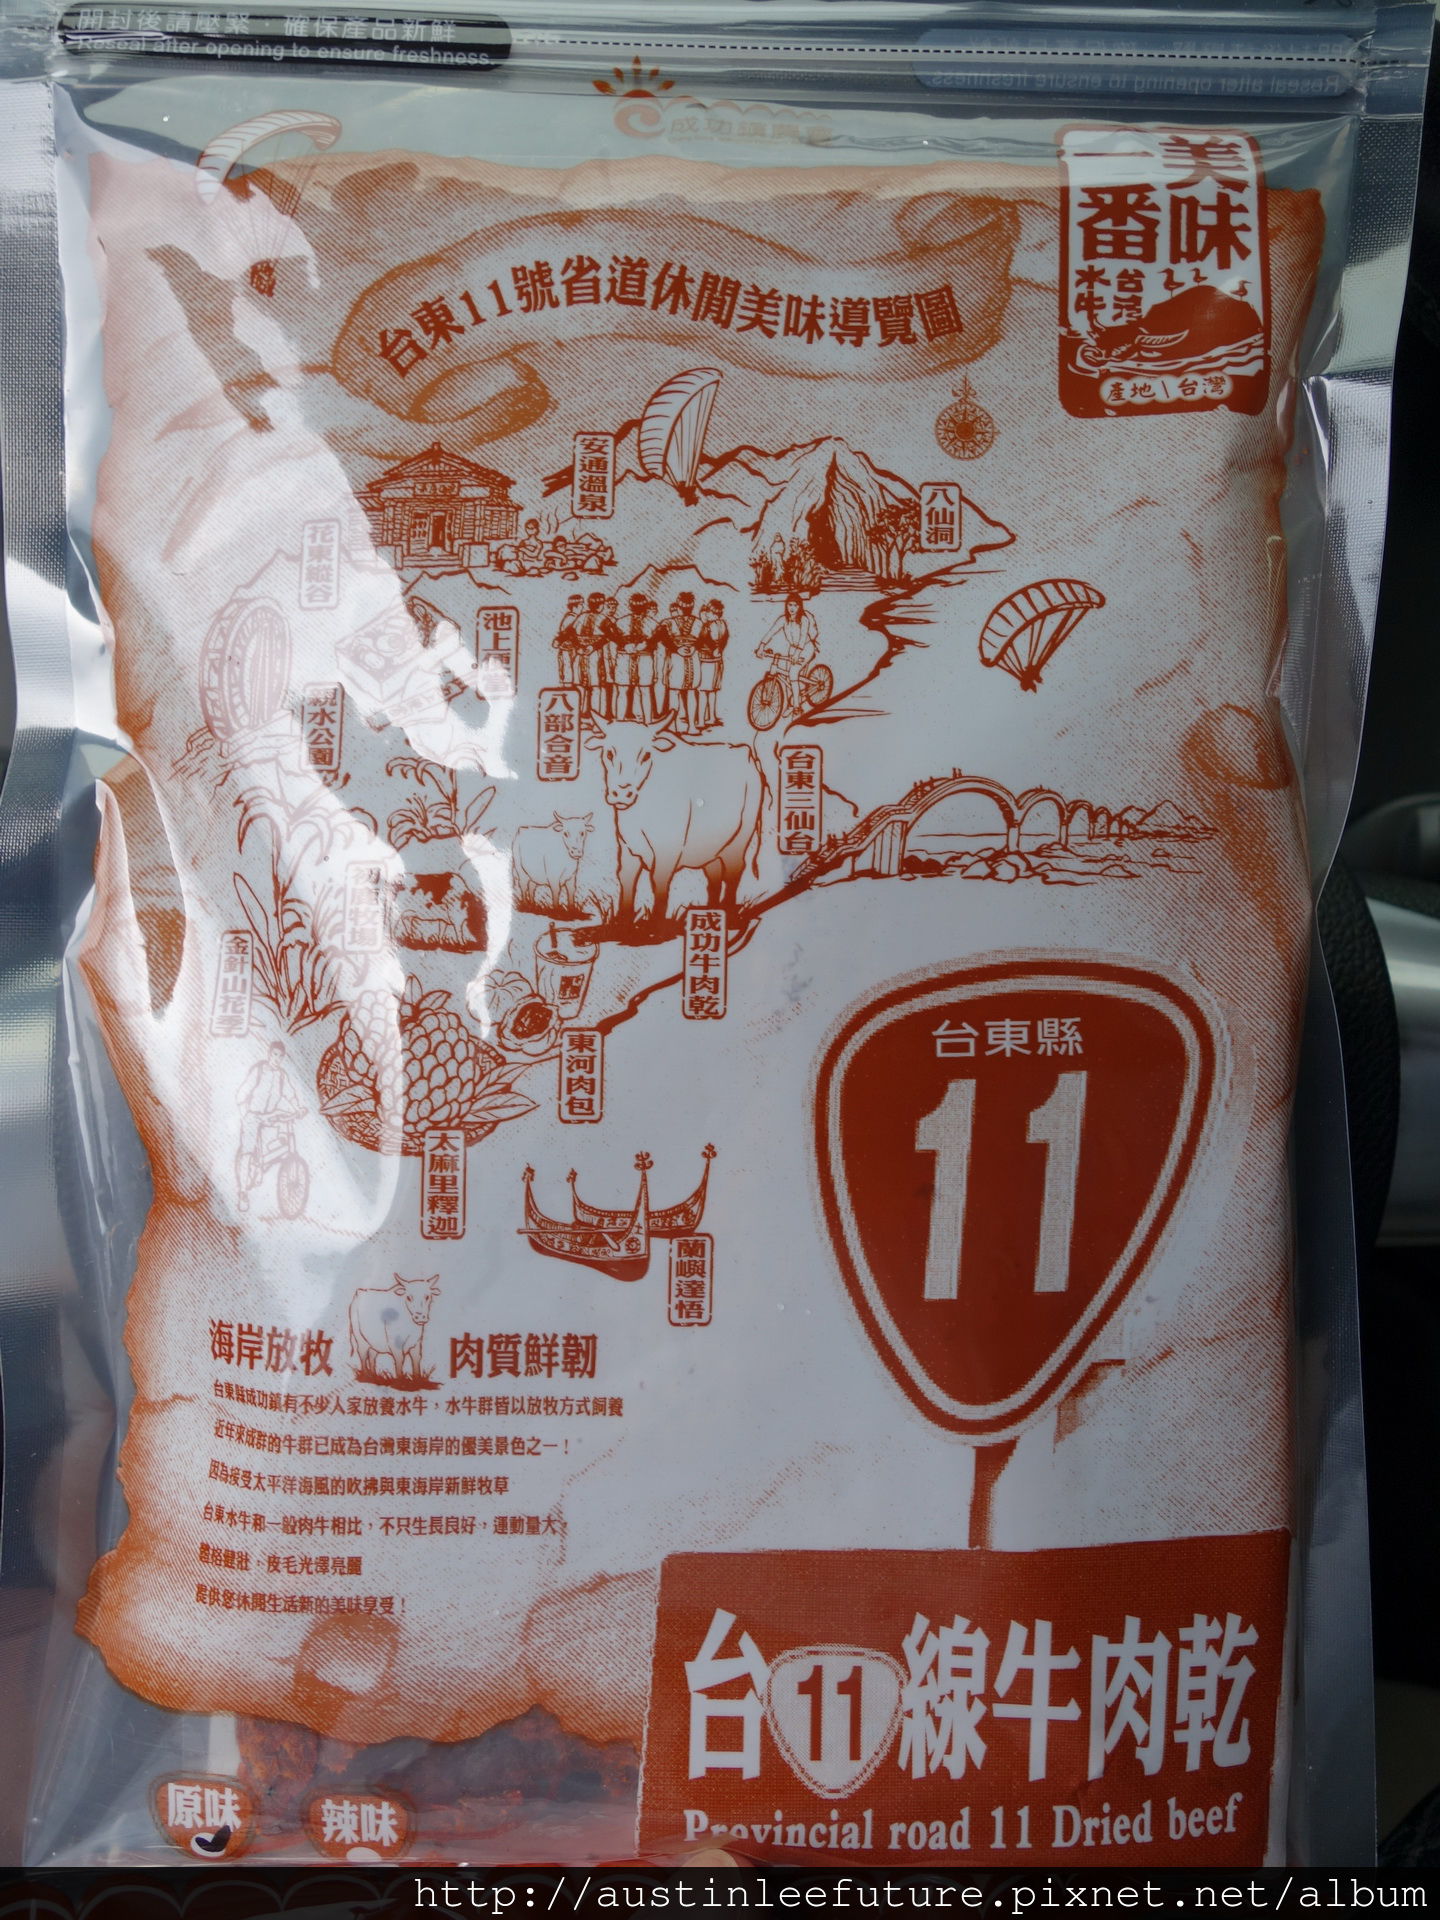 開封後請壓緊・確保產品新鮮
Reseal after opening to ensure freshness.
成功鎮農會
美味
一番
台灣
水牛
產地\台灣
台東11號省道休閒美味導覽圖
安通溫泉
八仙洞
花東縱谷
池上便當
親水公園
八部合音
台東三仙台
初鹿牧場
成功牛肉乾
金針山花季
東河肉包
太麻里釋迦
蘭嶼達悟
台東縣
11
海岸放牧 肉質鮮韌
台東縣成功鎮有不少人家放養水牛，水牛群皆以放牧方式飼養
近年來成群的牛群已成為台灣東海岸的優美景色之一！
因為接受太平洋海風的吹拂與東海岸新鮮牧草
台東水牛和一般肉牛相比，不只生長良好，運動量大，
體格健壯，皮毛光澤亮麗
提供您休閒生活新的美味享受！
台11線牛肉乾
Provincial road 11 Dried beef
原味
辣味
http://austinleefuture.pixnet.net/album